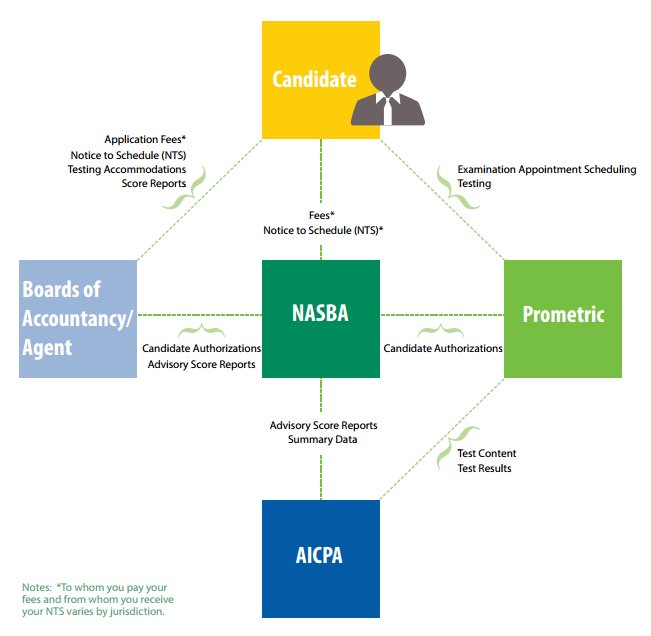 Candidate
Application Fees*
Notice to Schedule (NTS)
Testing Accommodations
Score Reports
Examination Appointment Scheduling
Testing
Fees*
Notice to Schedule (NTS)*
Boards of
Accountancy/
Agent
NASBA
Prometric
Candidate Authorizations
Advisory Score Reports
Candidate Authorizations
Advisory Score Reports
Summary Data
Test Content
Test Results
AICPA
Notes: *To whom you pay your
fees and from whom you receive
your NTS varies by jurisdiction.